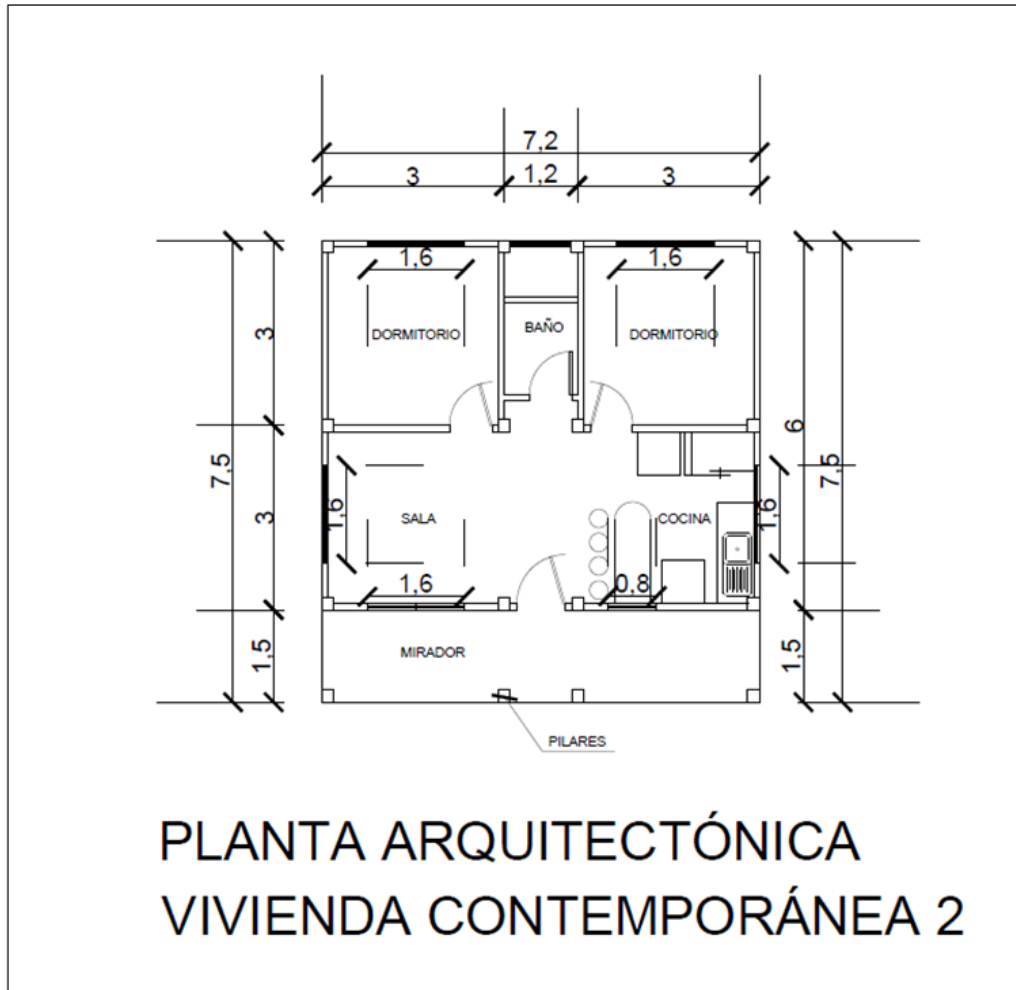 7,2
3
1,2
3
1,6
1,6
3
DORMITORIO
BAÑO
DORMITORIO
7,5
6
7,5
3
1,6
SALA
COCINA
1,6
1,6
0,8
1,5
MIRADOR
1,5
PILARES
PLANTA ARQUITECTÓNICA
VIVIENDA CONTEMPORÁNEA 2